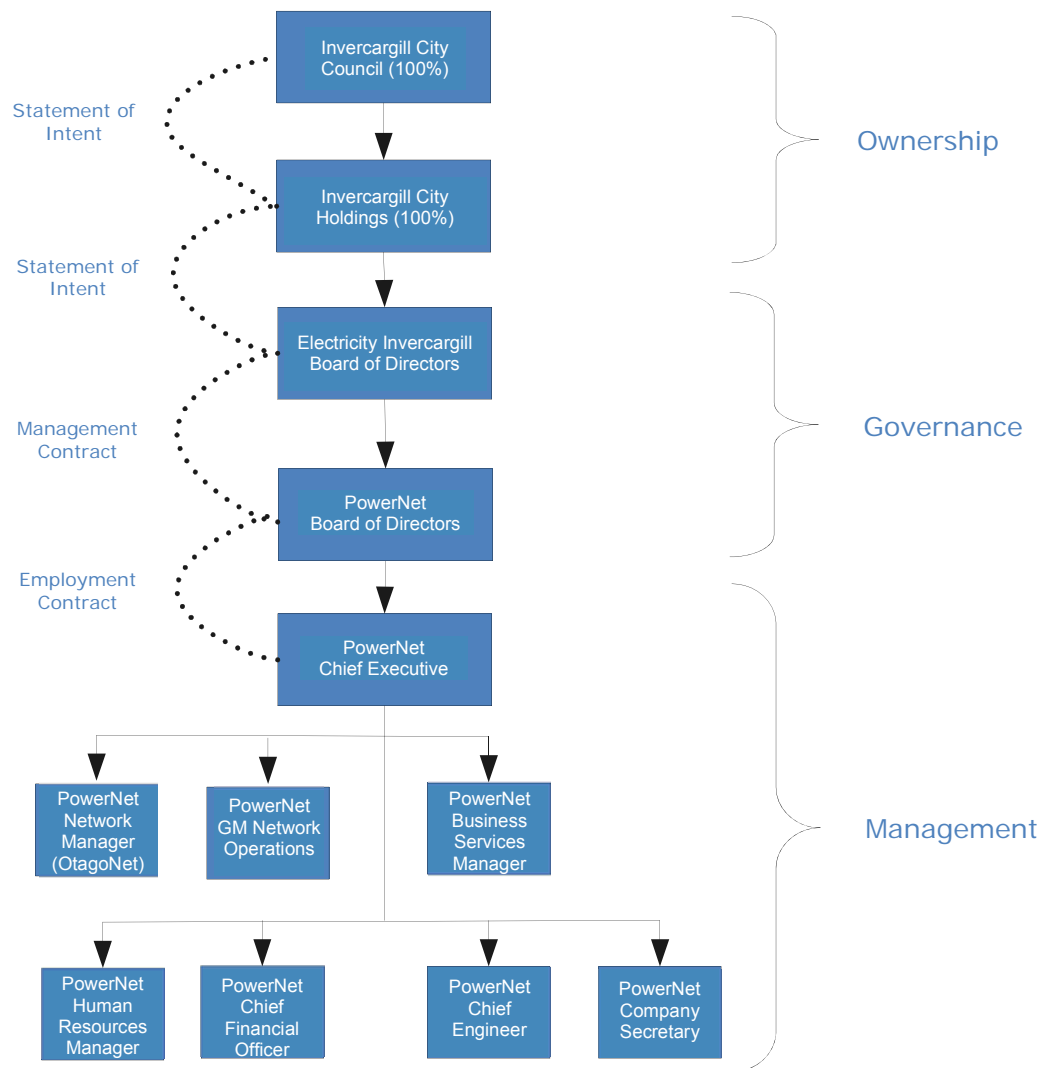 Invercargill City
Council (100%)
Statement of
Intent
Ownership
Invercargill City
Holdings (100%)
Statement of
Intent
Electricity Invercargill
Board of Directors
Management
Contract
Governance
PowerNet
Board of Directors
Employment
Contract
PowerNet
Chief Executive
PowerNet
Network
Manager
(OtagoNet)
PowerNet
GM Network
Operations
PowerNet
Business
Services
Manager
Management
PowerNet
Human
Resources
Manager
PowerNet
Chief
Financial
Officer
PowerNet
Chief
Engineer
PowerNet
Company
Secretary